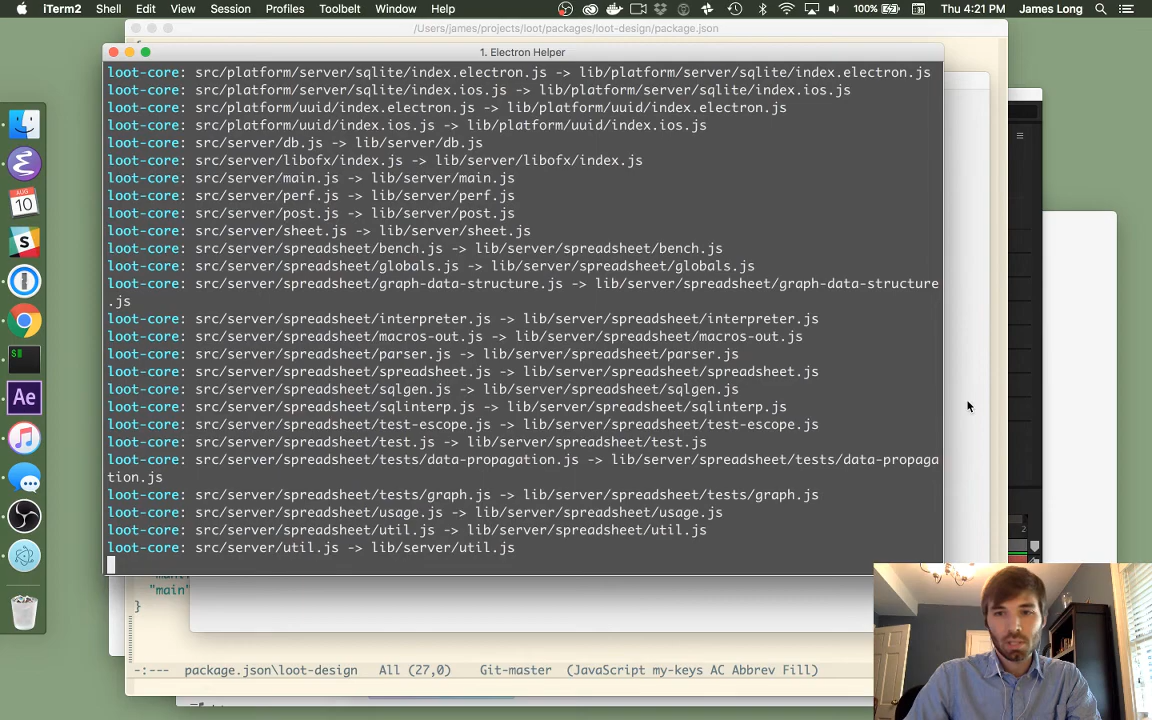 iTerm2 Shell Edit View Session Profiles Toolbelt Window Help 100% Thu 4:21 PM James Long
/Users/james/projects/loot/packages/loot-design/package.json
1. Electron Helper
loot-core: src/platform/server/sqlite/index.electron.js -> lib/platform/server/sqlite/index.electron.js
loot-core: src/platform/server/sqlite/index.ios.js -> lib/platform/server/sqlite/index.ios.js
loot-core: src/platform/uuid/index.electron.js -> lib/platform/uuid/index.electron.js
loot-core: src/platform/uuid/index.ios.js -> lib/platform/uuid/index.ios.js
loot-core: src/server/db.js -> lib/server/db.js
loot-core: src/server/libofx/index.js -> lib/server/libofx/index.js
loot-core: src/server/main.js -> lib/server/main.js
loot-core: src/server/perf.js -> lib/server/perf.js
loot-core: src/server/post.js -> lib/server/post.js
loot-core: src/server/sheet.js -> lib/server/sheet.js
loot-core: src/server/spreadsheet/bench.js -> lib/server/spreadsheet/bench.js
loot-core: src/server/spreadsheet/globals.js -> lib/server/spreadsheet/globals.js
loot-core: src/server/spreadsheet/graph-data-structure.js -> lib/server/spreadsheet/graph-data-structure
.js
loot-core: src/server/spreadsheet/interpreter.js -> lib/server/spreadsheet/interpreter.js
loot-core: src/server/spreadsheet/macros-out.js -> lib/server/spreadsheet/macros-out.js
loot-core: src/server/spreadsheet/parser.js -> lib/server/spreadsheet/parser.js
loot-core: src/server/spreadsheet/spreadsheet.js -> lib/server/spreadsheet/spreadsheet.js
loot-core: src/server/spreadsheet/sqlgen.js -> lib/server/spreadsheet/sqlgen.js
loot-core: src/server/spreadsheet/sqlinterp.js -> lib/server/spreadsheet/sqlinterp.js
loot-core: src/server/spreadsheet/test-escope.js -> lib/server/spreadsheet/test-escope.js
loot-core: src/server/spreadsheet/test.js -> lib/server/spreadsheet/test.js
loot-core: src/server/spreadsheet/tests/data-propagation.js -> lib/server/spreadsheet/tests/data-propaga
tion.js
loot-core: src/server/spreadsheet/tests/graph.js -> lib/server/spreadsheet/tests/graph.js
loot-core: src/server/spreadsheet/usage.js -> lib/server/spreadsheet/usage.js
loot-core: src/server/spreadsheet/util.js -> lib/server/spreadsheet/util.js
loot-core: src/server/util.js -> lib/server/util.js
"main"
}
-:--- package.json\loot-design All (27,0) Git-master (JavaScript my-keys AC Abbrev Fill)
AUG
10
$
Ae
2